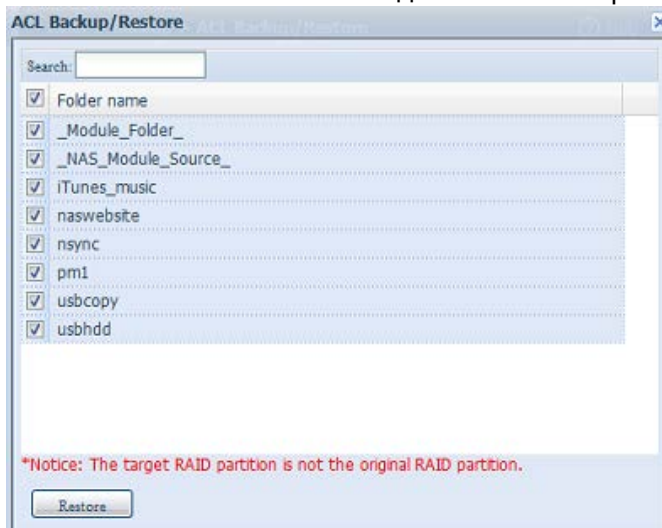 ACL Backup/Restore
Search:
Folder name
_Module_Folder_
_NAS_Module_Source_
iTunes_music
naswebsite
nsync
pm1
usbcopy
usbhdd
*Notice: The target RAID partition is not the original RAID partition.
Restore